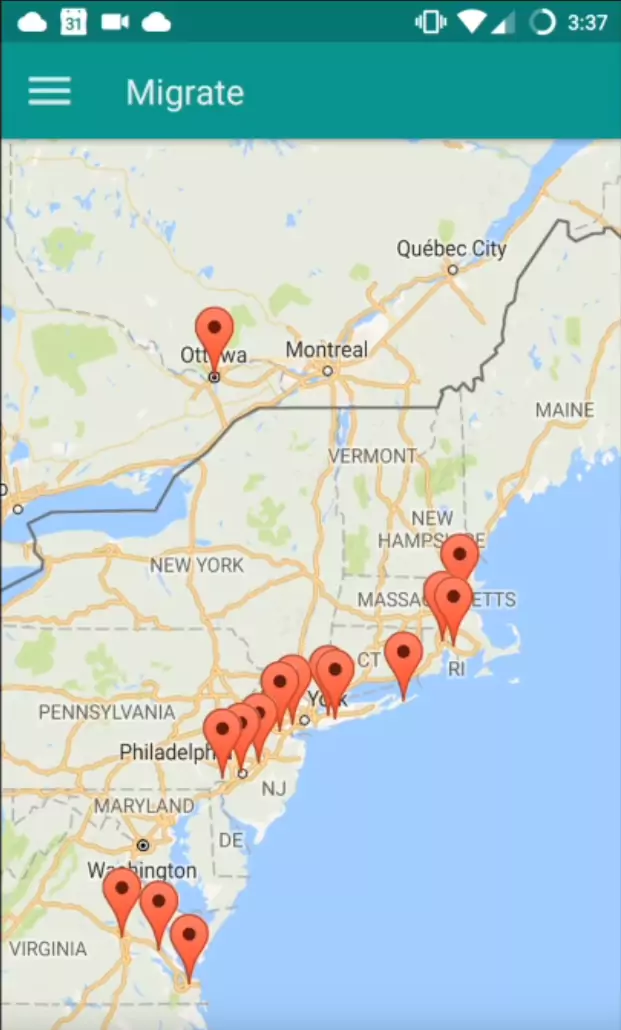 31 3:37
Migrate
Québec City
Ottawa Montreal
MAINE
VERMONT
NEW
HAMPSHIRE
NEW YORK
MASSACHUSETTS
CT
RI
York
PENNSYLVANIA
Philadelphia
NJ
MARYLAND
DE
Washington
VIRGINIA